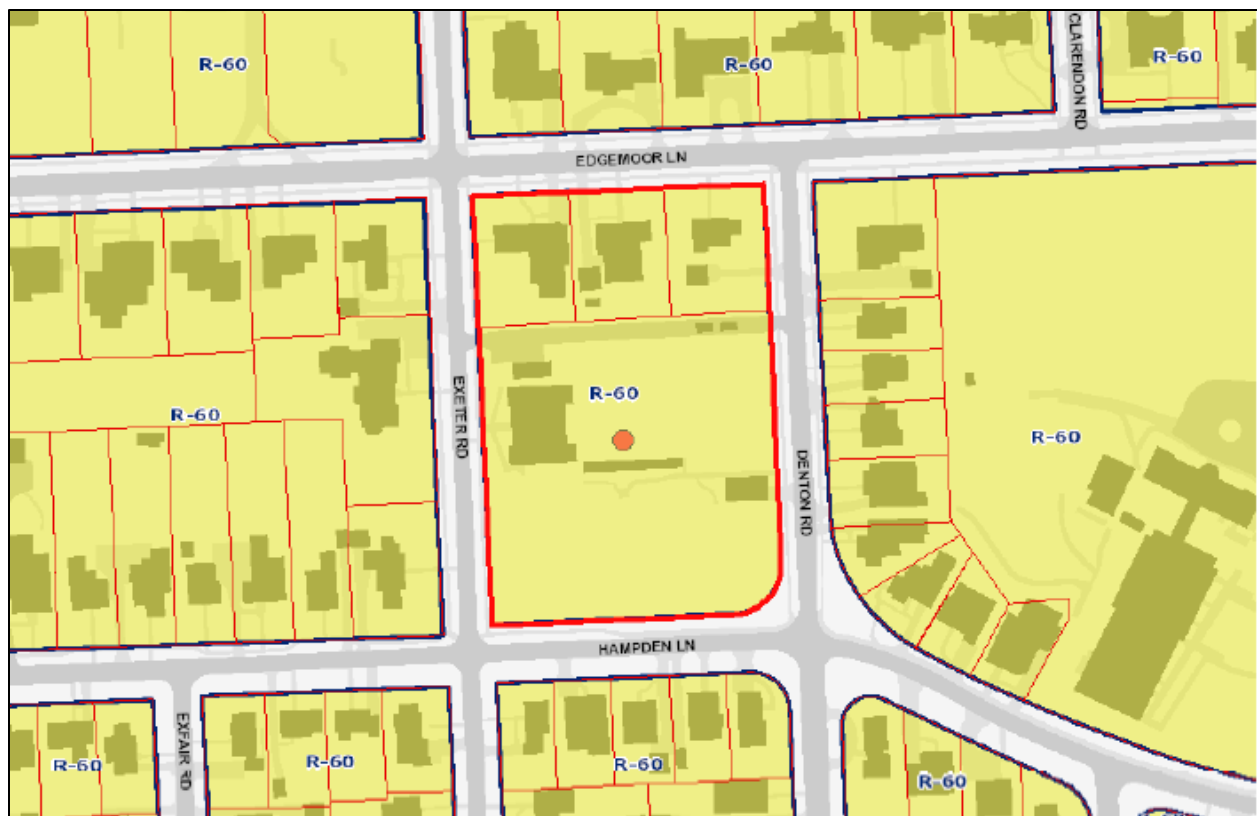 R-60
R-60
CLARENDON RD
R-60
EDGEMOOR LN
EXETER RD
R-60
R-60
R-60
DENTON RD
HAMPDEN LN
EXFAIR RD
R-60
R-60
R-60
R-60